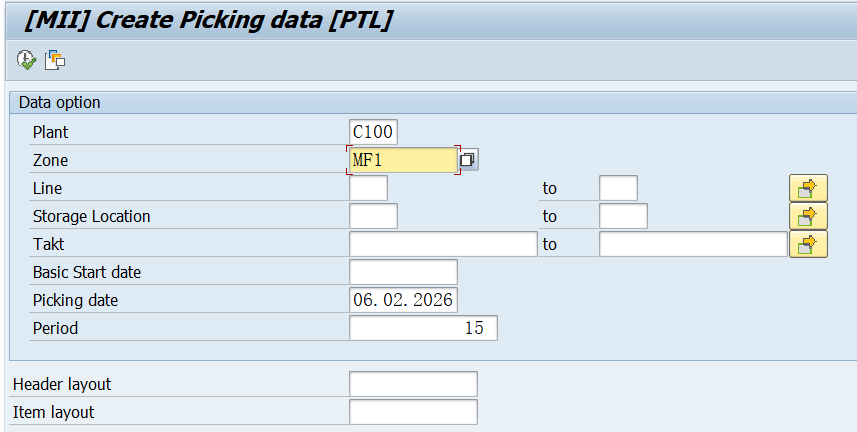 [MII] Create Picking data [PTL]
Data option
Plant C100
Zone MF1
Line to
Storage Location to
Takt to
Basic Start date
Picking date 06.02.2026
Period 15
Header layout
Item layout